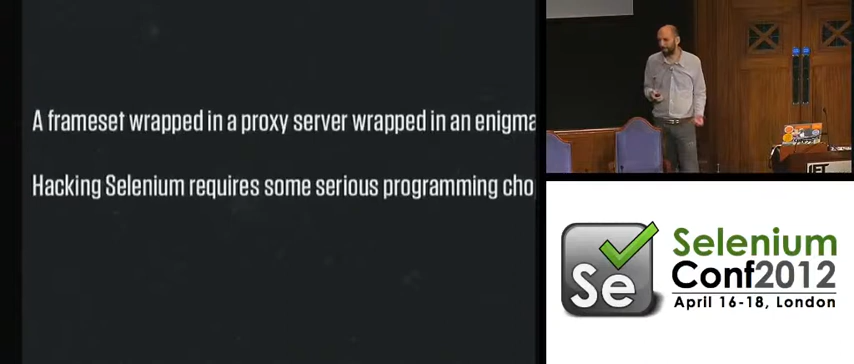 A frameset wrapped in a proxy server wrapped in an enigma
Hacking Selenium requires some serious programming cho
IET
Se
Selenium
Conf2012
April 16-18, London